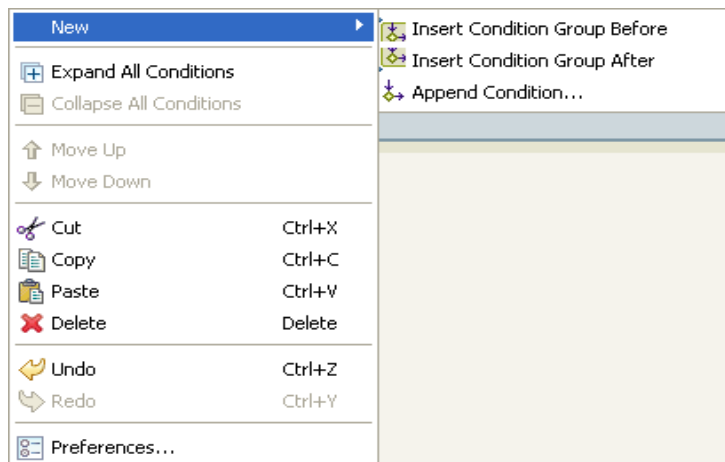 New
Insert Condition Group Before
Insert Condition Group After
Append Condition...
Expand All Conditions
Collapse All Conditions
Move Up
Move Down
Cut Ctrl+X
Copy Ctrl+C
Paste Ctrl+V
Delete Delete
Undo Ctrl+Z
Redo Ctrl+Y
Preferences...